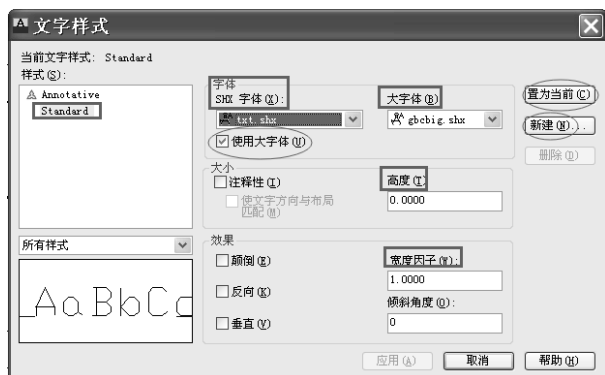 文字样式
当前文字样式: Standard
样式(S):
Annotative
Standard
所有样式
AaBbCc
字体
SHX 字体(X):
txt.shx
使用大字体(U)
大字体(B)
gbcbig.shx
大小
注释性(I)
使文字方向与布局
匹配(M)
高度(T)
0.0000
效果
颠倒(E)
反向(K)
垂直(V)
宽度因子(W):
1.0000
倾斜角度(O):
0
置为当前(C)
新建(N)...
删除(D)
应用(A)
取消
帮助(H)